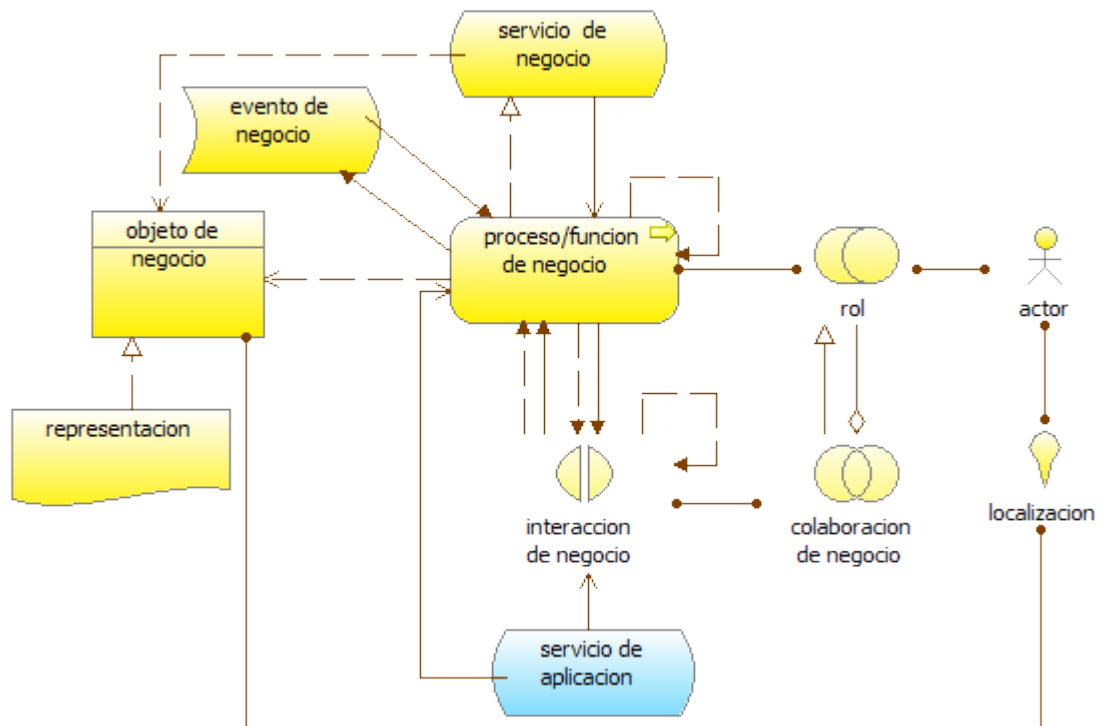 servicio de
negocio
evento de
negocio
objeto de
negocio
proceso/funcion
de negocio
rol
actor
representacion
interaccion
de negocio
colaboracion
de negocio
localizacion
servicio de
aplicacion